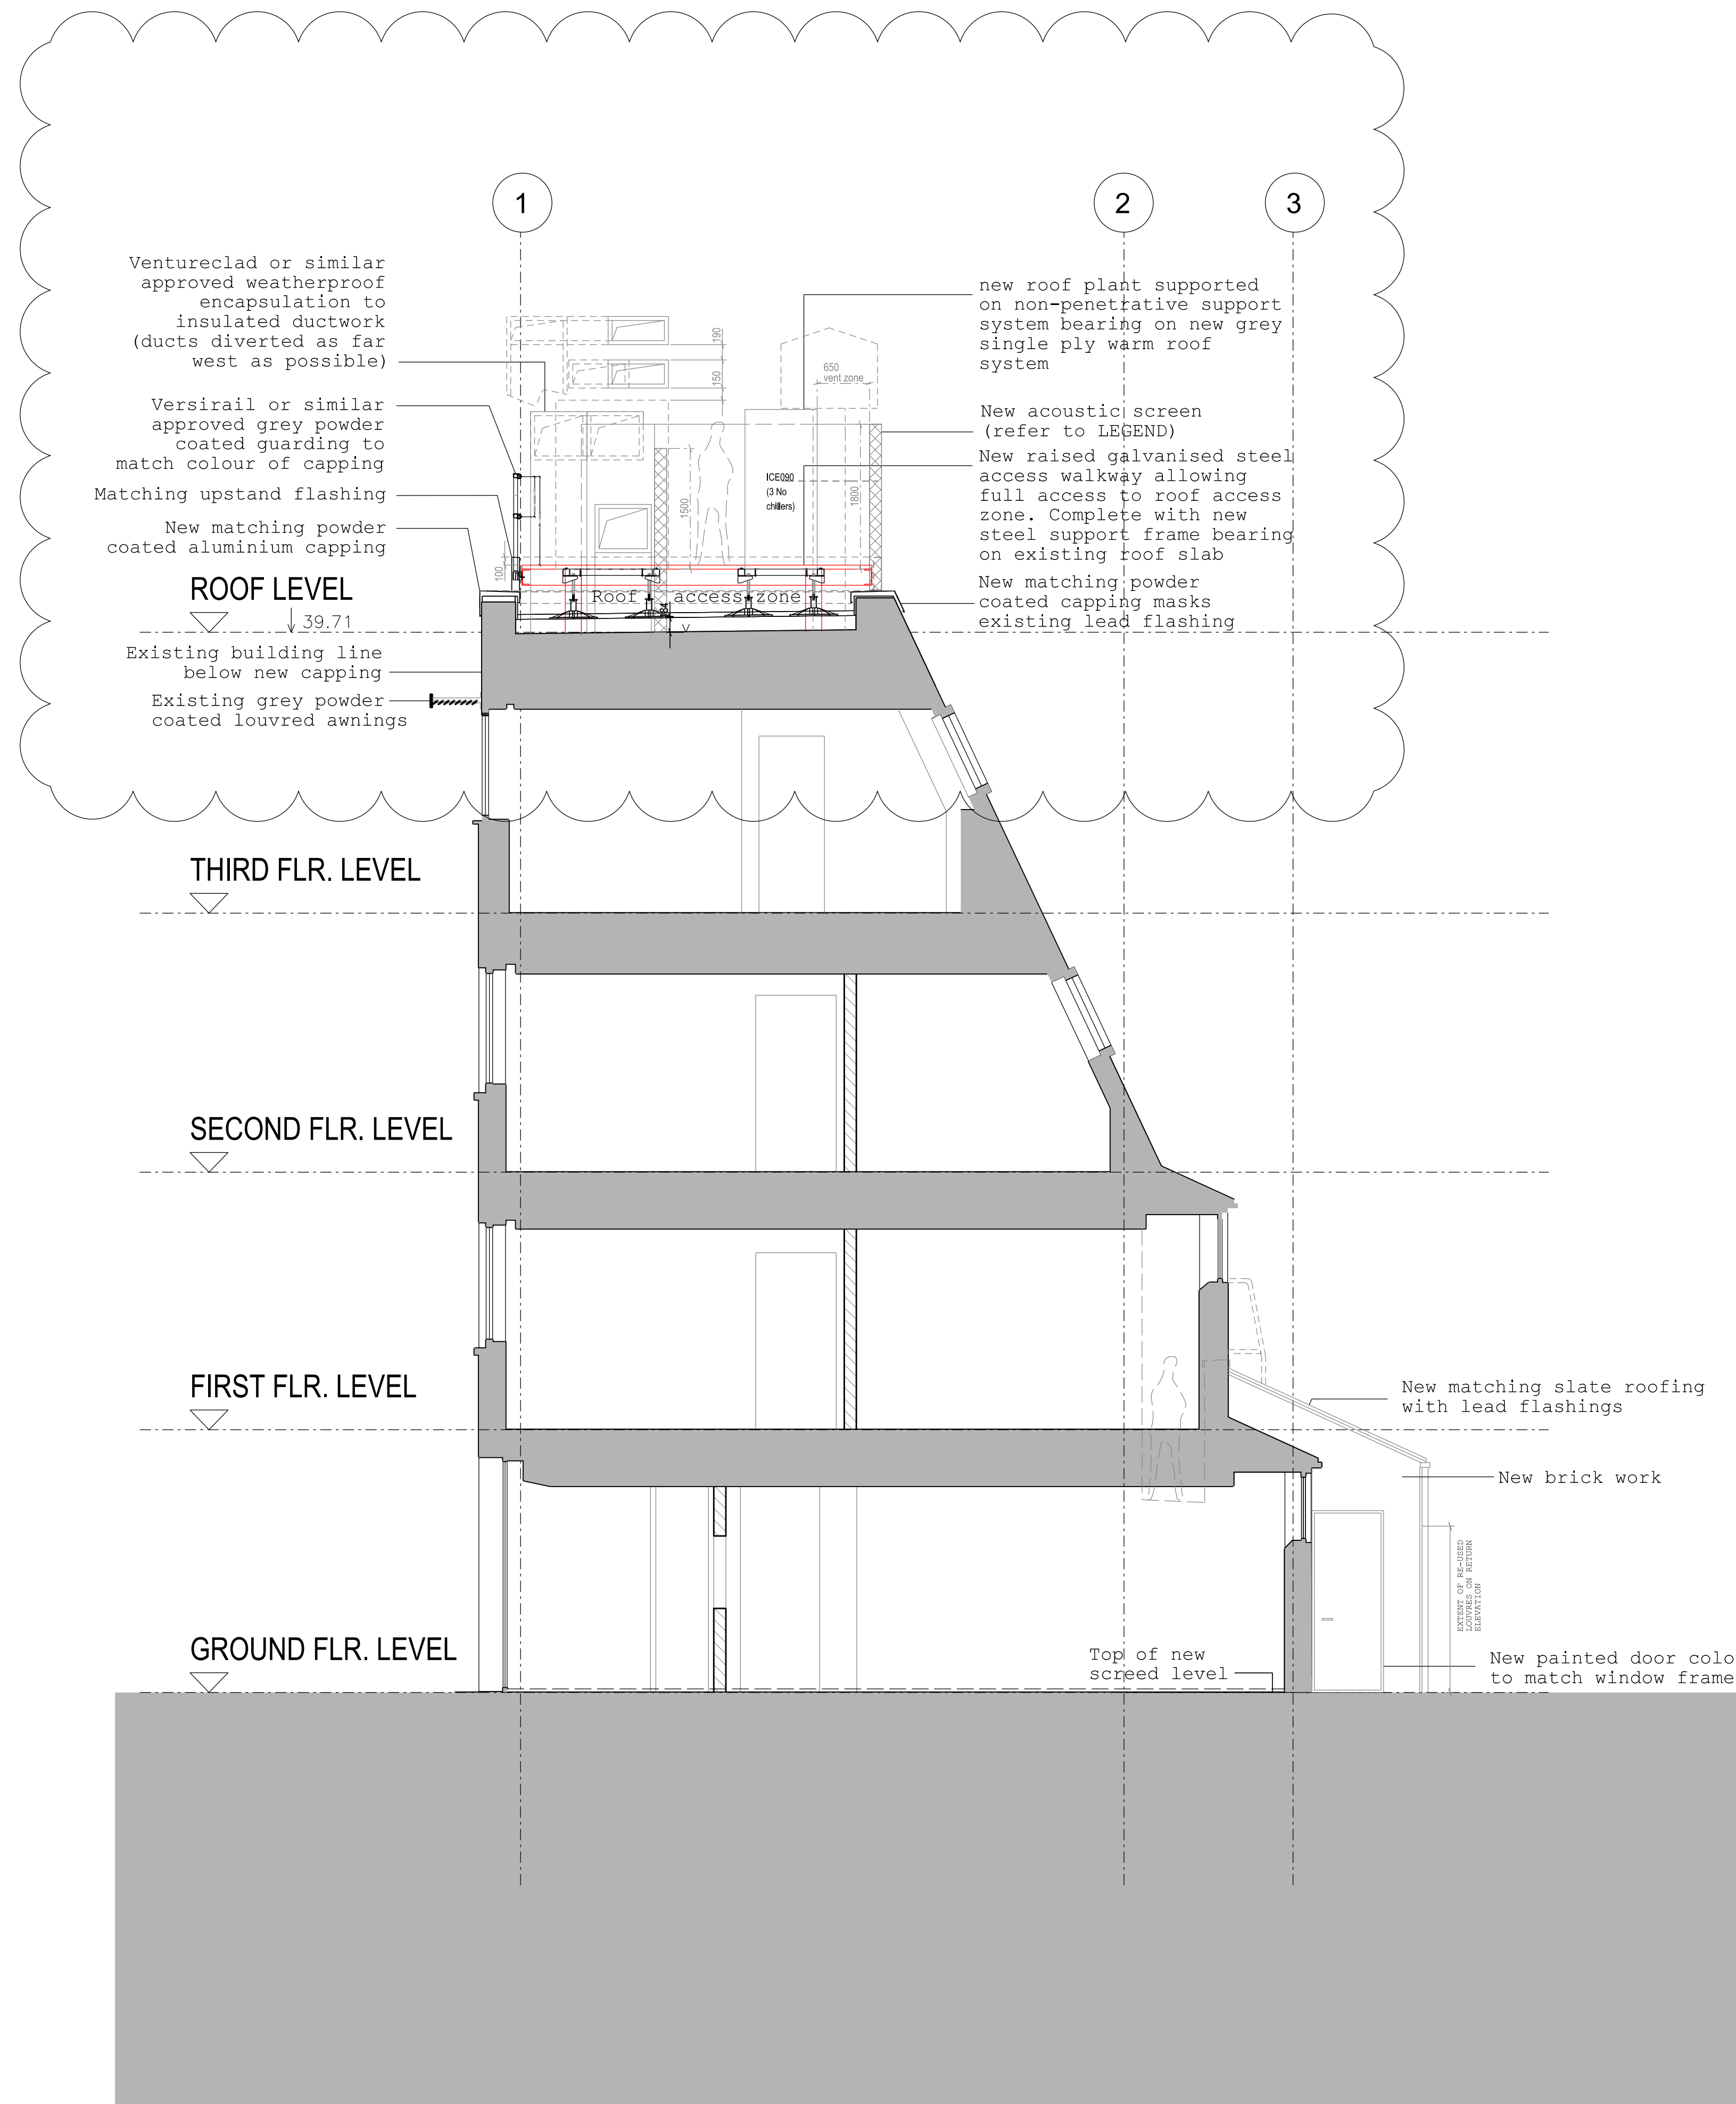 1
2
3
Ventureclad or similar
approved weatherproof
encapsulation to
insulated ductwork
(ducts diverted as far
west as possible)
Versirail or similar
approved grey powder
coated guarding to
match colour of capping
Matching upstand flashing
New matching powder
coated aluminium capping
ROOF LEVEL
39.71
Existing building line
below new capping
Existing grey powder
coated louvred awnings
190
150
650
vent zone
1500
ICE090
(3 No
chillers)
1800
100
Roof access zone
new roof plant supported
on non-penetrative support
system bearing on new grey
single ply warm roof
system
New acoustic screen
(refer to LEGEND)
New raised galvanised steel
access walkway allowing
full access to roof access
zone. Complete with new
steel support frame bearing
on existing roof slab
New matching powder
coated capping masks
existing lead flashing
THIRD FLR. LEVEL
SECOND FLR. LEVEL
FIRST FLR. LEVEL
New matching slate roofing
with lead flashings
New brick work
EXTENT OF RE-USED
LOUVRES ON RETURN
ELEVATION
GROUND FLR. LEVEL
Top of new
screed level
New painted door colo
to match window frame